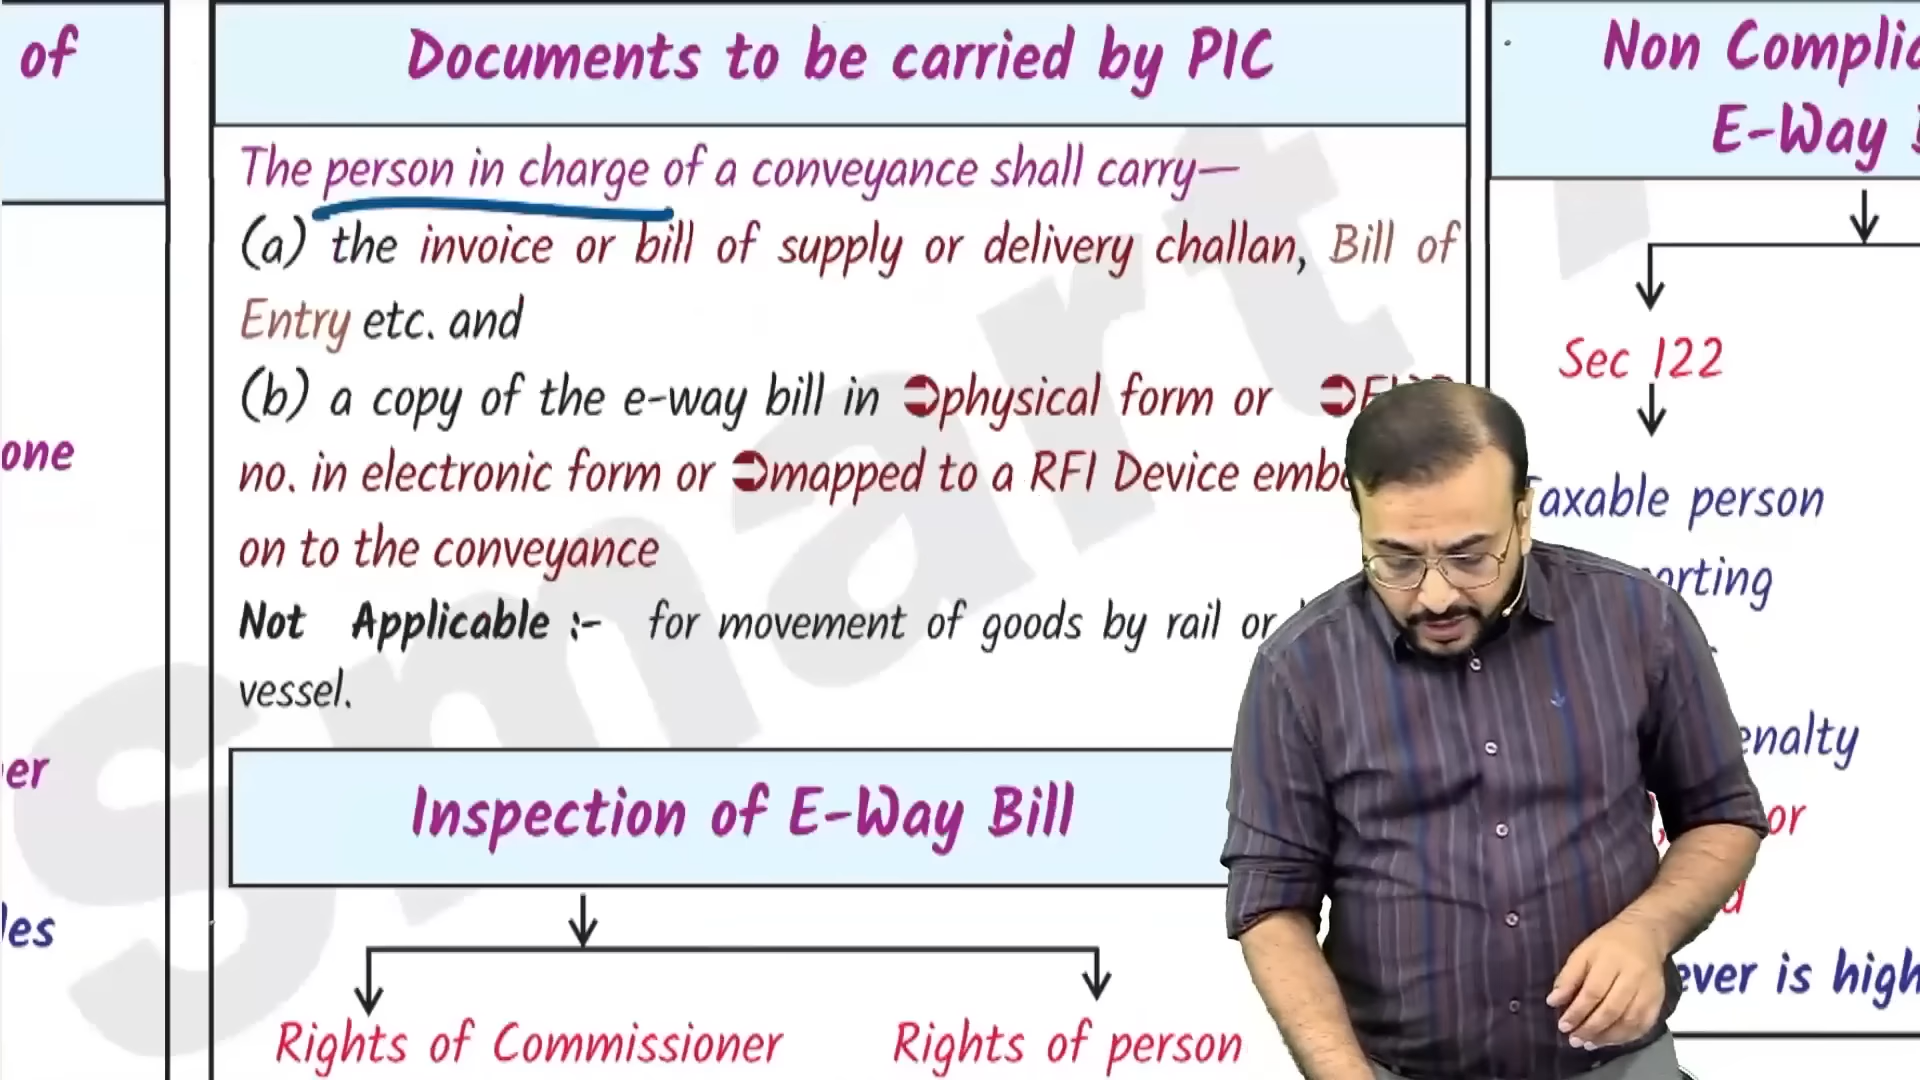 of
one
er
les
Documents to be carried by PIC
The person in charge of a conveyance shall carry—
(a) the invoice or bill of supply or delivery challan, Bill of
Entry etc. and
(b) a copy of the e-way bill in ➲physical form or ➲
no. in electronic form or ➲mapped to a RFI Device
on to the conveyance
Not Applicable :- for movement of goods by rail or
vessel.
Inspection of E-Way Bill
Rights of Commissioner
Rights of person
Non Complia
E-Way
Sec 122
Taxable person
orting
enalty
or
ever is high
smart